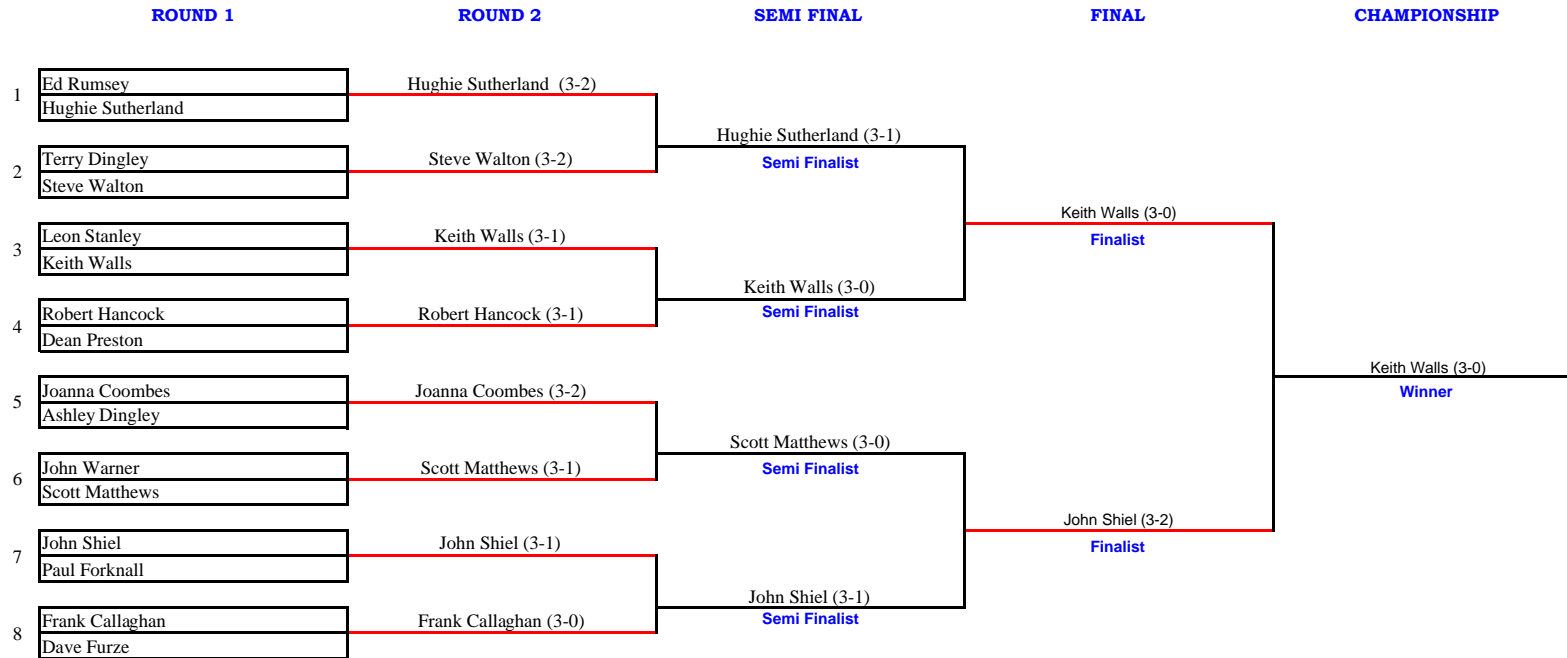 ROUND 1 ROUND 2 SEMI FINAL FINAL CHAMPIONSHIP
1
Ed Rumsey
Hughie Sutherland
2
Terry Dingley
Steve Walton
3
Leon Stanley
Keith Walls
4
Robert Hancock
Dean Preston
5
Joanna Coombes
Ashley Dingley
6
John Warner
Scott Matthews
7
John Shiel
Paul Forknall
8
Frank Callaghan
Dave Furze
Hughie Sutherland (3-2)
Steve Walton (3-2)
Keith Walls (3-1)
Robert Hancock (3-1)
Joanna Coombes (3-2)
Scott Matthews (3-1)
John Shiel (3-1)
Frank Callaghan (3-0)
Hughie Sutherland (3-1)
Semi Finalist
Keith Walls (3-0)
Semi Finalist
Scott Matthews (3-0)
Semi Finalist
John Shiel (3-1)
Semi Finalist
Keith Walls (3-0)
Finalist
John Shiel (3-2)
Finalist
Keith Walls (3-0)
Winner